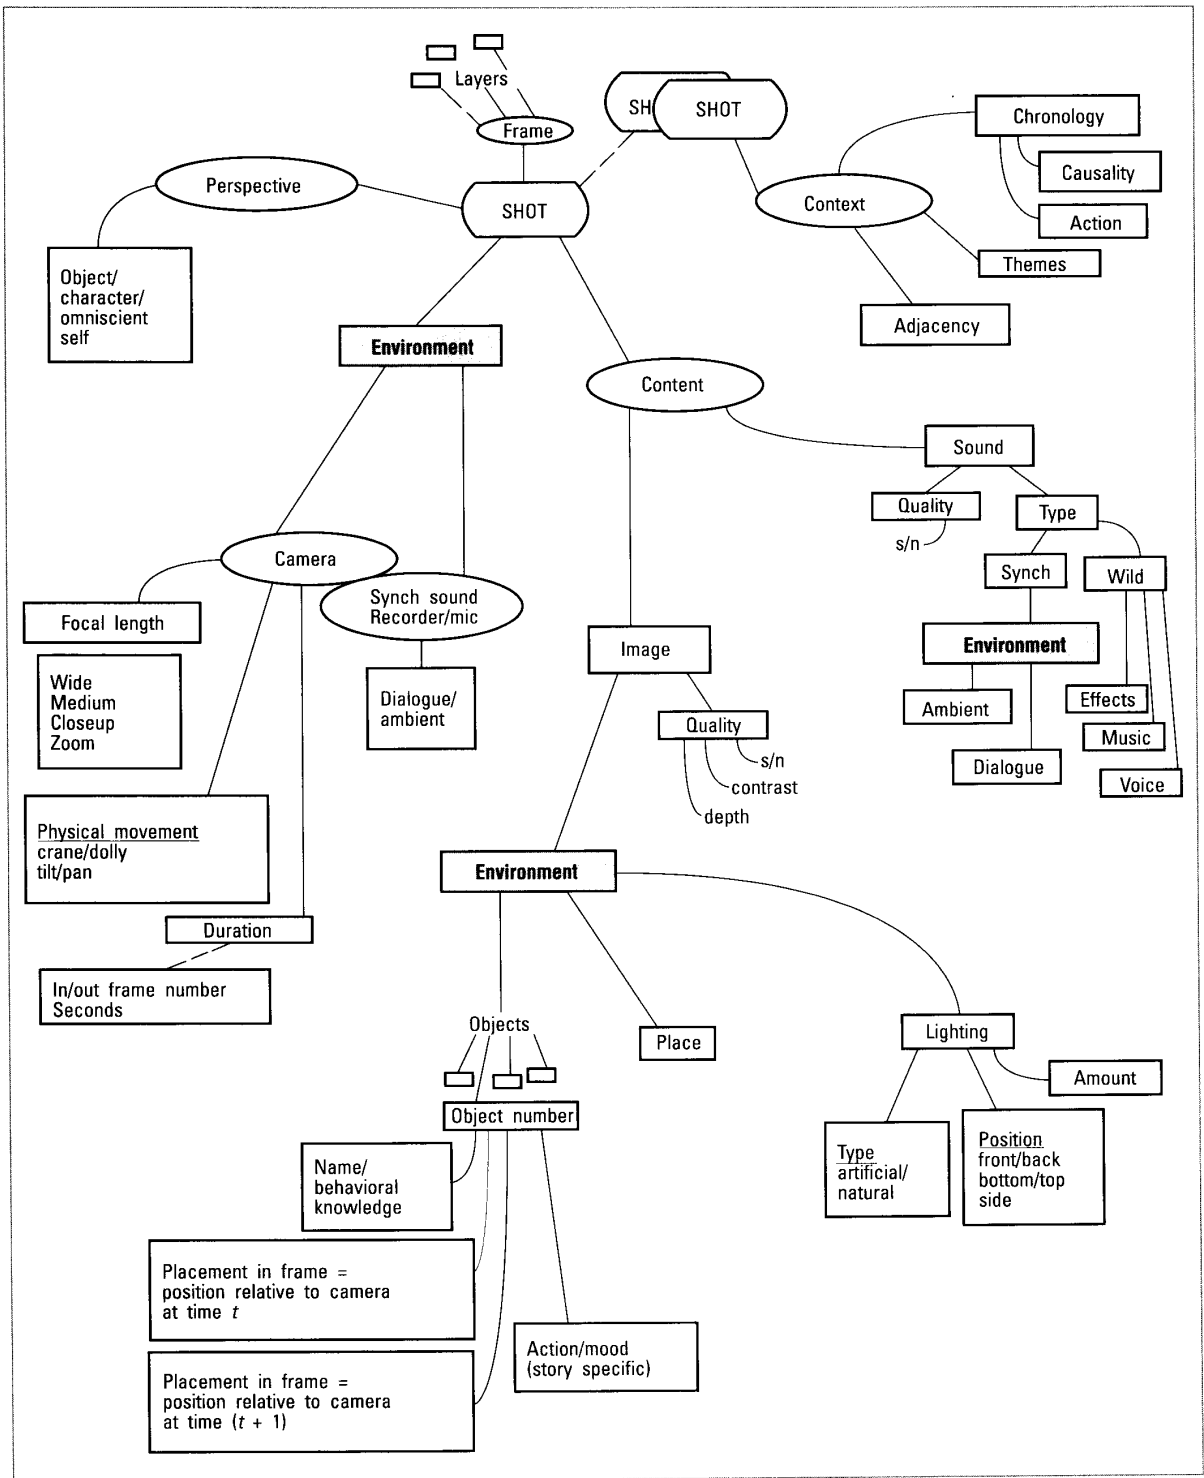 Layers
Frame
SH
SHOT
Chronology
Causality
Action
Themes
Adjacency
Context
Perspective
SHOT
Object/
character/
omniscient
self
Environment
Content
Sound
Quality
s/n
Type
Synch
Wild
Environment
Ambient
Dialogue
Effects
Music
Voice
Camera
Synch sound
Recorder/mic
Focal length
Wide
Medium
Closeup
Zoom
Dialogue/
ambient
Physical movement
crane/dolly
tilt/pan
Duration
In/out frame number
Seconds
Image
Quality
s/n
contrast
depth
Environment
Objects
Place
Lighting
Amount
Type
artificial/
natural
Position
front/back
bottom/top
side
Object number
Name/
behavioral
knowledge
Placement in frame =
position relative to camera
at time t
Placement in frame =
position relative to camera
at time (t + 1)
Action/mood
(story specific)